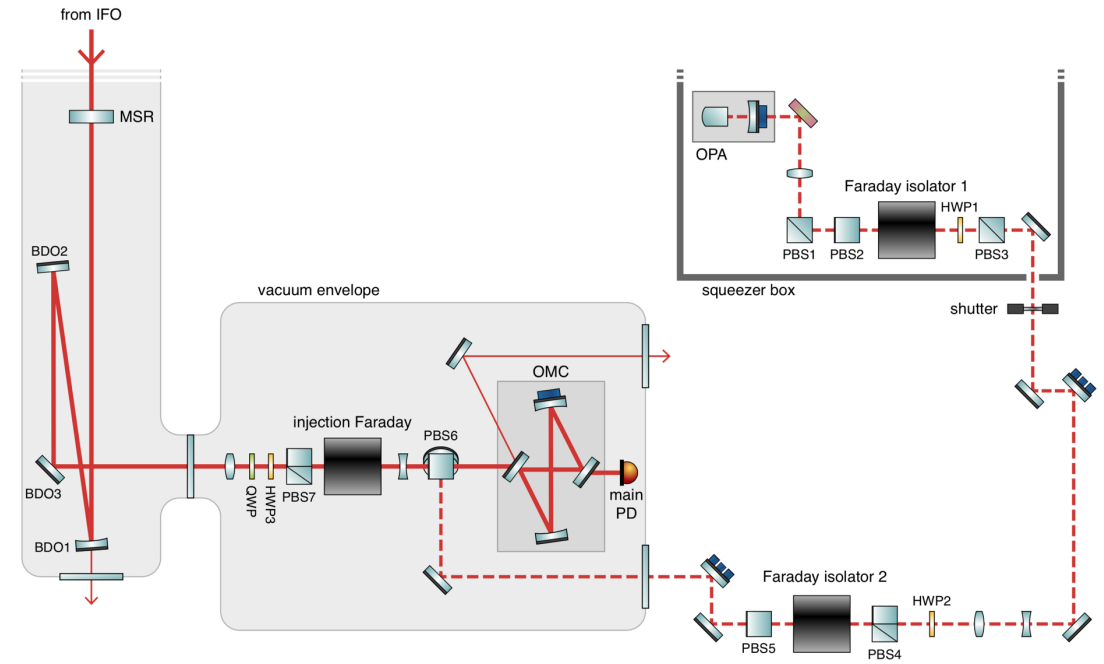 from IFO
MSR
OPA
Faraday isolator 1
HWP1
PBS1
PBS2
PBS3
BDO2
squeezer box
vacuum envelope
shutter
OMC
injection Faraday
PBS6
BDO3
QWP
HWP3
PBS7
main
PD
BDO1
Faraday isolator 2
HWP2
PBS5
PBS4